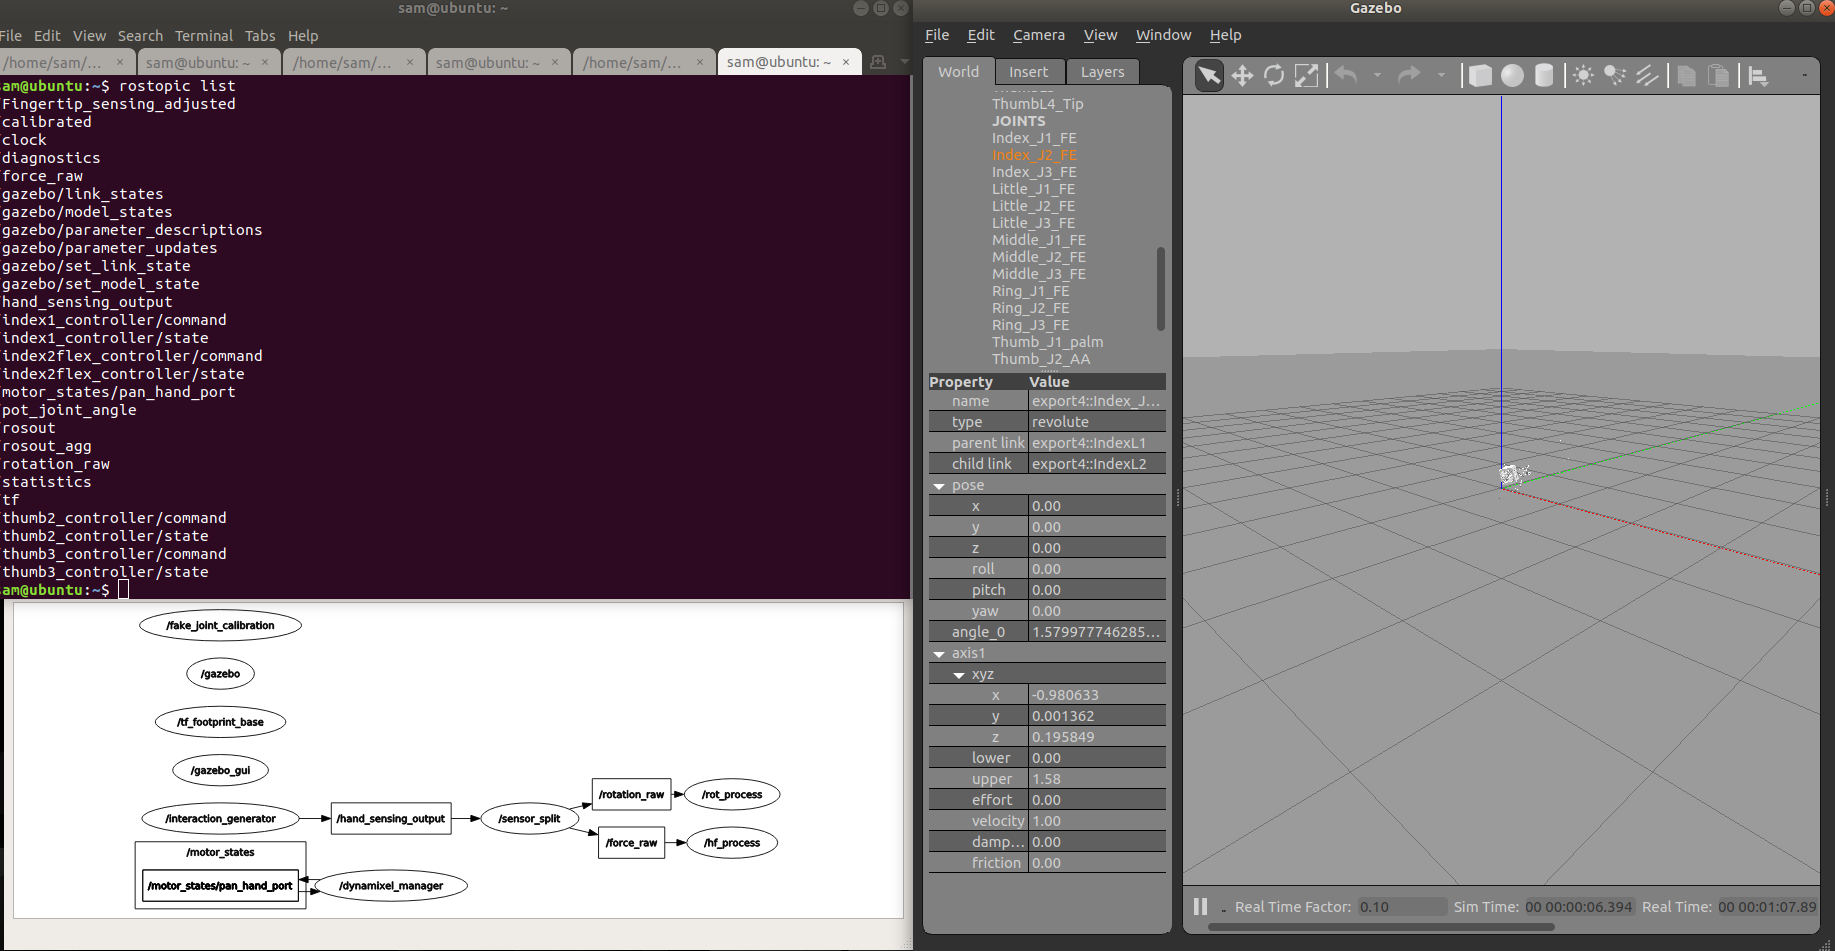 sam@ubuntu: ~
File Edit View Search Terminal Tabs Help
/home/sam/... × sam@ubuntu: ~ × /home/sam/... × sam@ubuntu: ~ × /home/sam/... × sam@ubuntu: ~ ×
sam@ubuntu:~$ rostopic list
/Fingertip_sensing_adjusted
/calibrated
/clock
/diagnostics
/force_raw
/gazebo/link_states
/gazebo/model_states
/gazebo/parameter_descriptions
/gazebo/parameter_updates
/gazebo/set_link_state
/gazebo/set_model_state
/hand_sensing_output
/index1_controller/command
/index1_controller/state
/index2flex_controller/command
/index2flex_controller/state
/motor_states/pan_hand_port
/pot_joint_angle
/rosout
/rosout_agg
/rotation_raw
/statistics
/tf
/thumb2_controller/command
/thumb2_controller/state
/thumb3_controller/command
/thumb3_controller/state
sam@ubuntu:~$
/fake_joint_calibration
/gazebo
/tf_footprint_base
/gazebo_gui
/interaction_generator
/hand_sensing_output
/sensor_split
/rotation_raw
/rot_process
/force_raw
/hf_process
/motor_states
/motor_states/pan_hand_port
/dynamixel_manager
Gazebo
File Edit Camera View Window Help
World Insert Layers
ThumbL4_Tip
JOINTS
Index_J1_FE
Index_J2_FE
Index_J3_FE
Little_J1_FE
Little_J2_FE
Little_J3_FE
Middle_J1_FE
Middle_J2_FE
Middle_J3_FE
Ring_J1_FE
Ring_J2_FE
Ring_J3_FE
Thumb_J1_palm
Thumb_J2_AA
Property Value
name export4::Index_J...
type revolute
parent link export4::IndexL1
child link export4::IndexL2
pose
x 0.00
y 0.00
z 0.00
roll 0.00
pitch 0.00
yaw 0.00
angle_0 1.579977746285...
axis1
xyz
x -0.980633
y 0.001362
z 0.195849
lower 0.00
upper 1.58
effort 0.00
velocity 1.00
damp... 0.00
friction 0.00
Real Time Factor: 0.10 Sim Time: 00 00:00:06.394 Real Time: 00 00:01:07.89